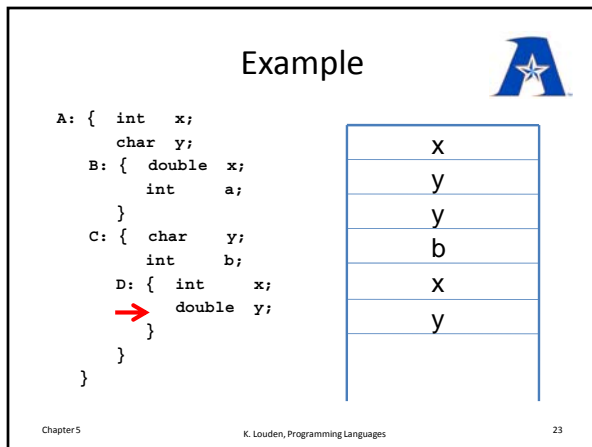 Example
A: { int x;
char y;
B: { double x;
int a;
}
C: { char y;
int b;
D: { int x;
double y;
}
}
}
x
y
y
b
x
y
Chapter 5
K. Louden, Programming Languages
23